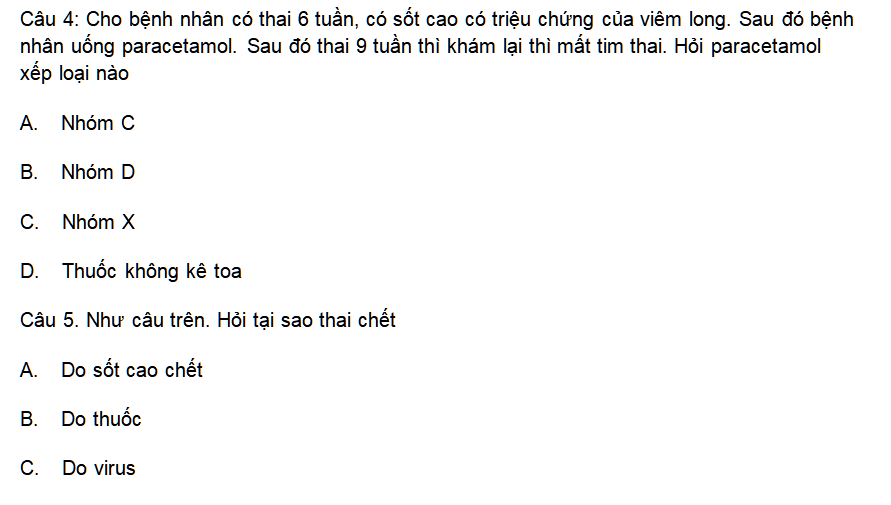 Câu 4: Cho bệnh nhân có thai 6 tuần, có sốt cao có triệu chứng của viêm long. Sau đó bệnh
nhân uống paracetamol. Sau đó thai 9 tuần thì khám lại thì mất tim thai. Hỏi paracetamol
xếp loại nào
A. Nhóm C
B. Nhóm D
C. Nhóm X
D. Thuốc không kê toa
Câu 5. Như câu trên. Hỏi tại sao thai chết
A. Do sốt cao chết
B. Do thuốc
C. Do virus